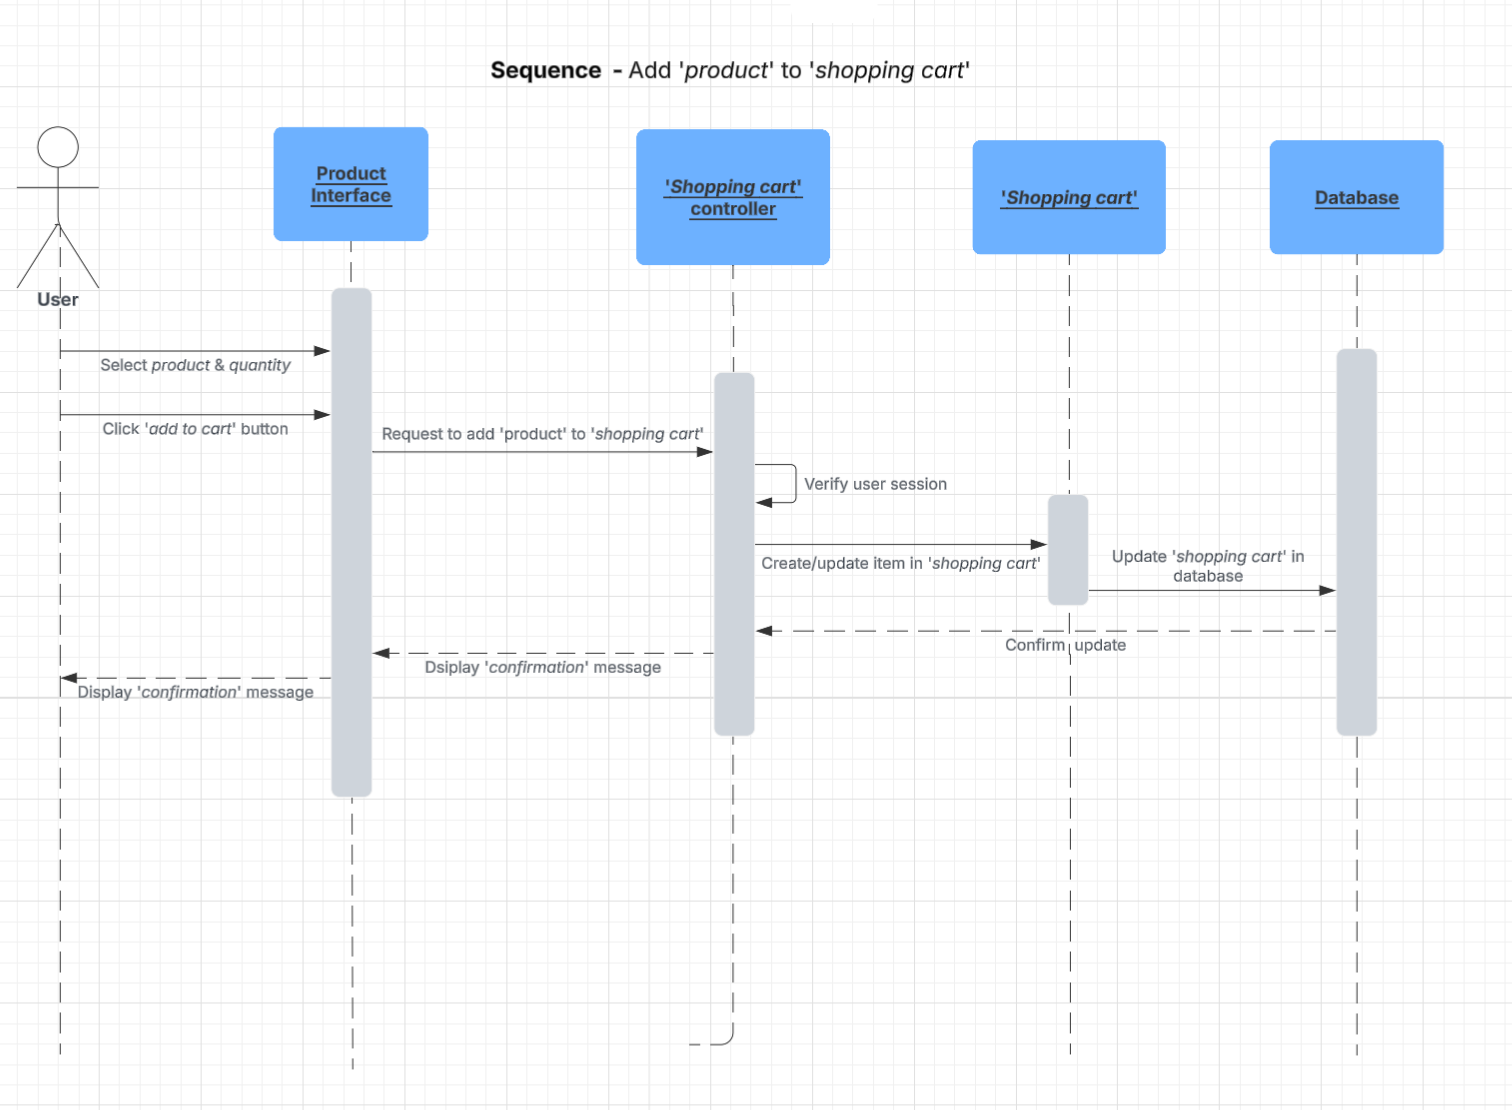 Sequence - Add 'product' to 'shopping cart'
Product
Interface
'Shopping cart'
controller
'Shopping cart'
Database
User
Select product & quantity
Click 'add to cart' button
Request to add 'product' to 'shopping cart'
Verify user session
Create/update item in 'shopping cart'
Update 'shopping cart' in
database
Confirm update
Dsiplay 'confirmation' message
Display 'confirmation' message